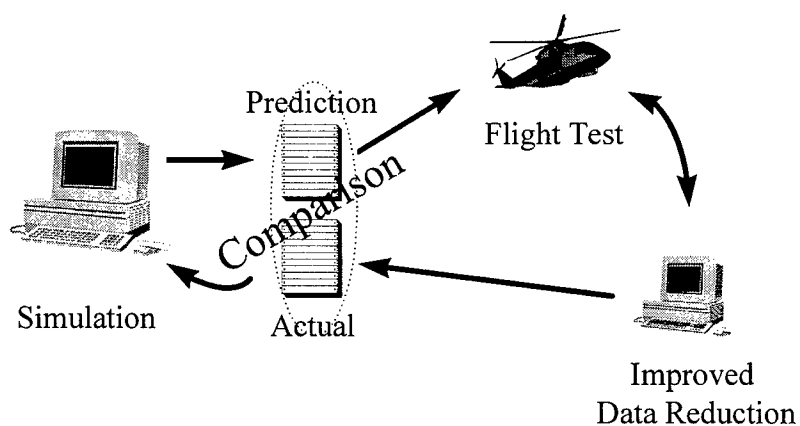 Prediction
Flight Test
Comparison
Simulation
Actual
Improved
Data Reduction